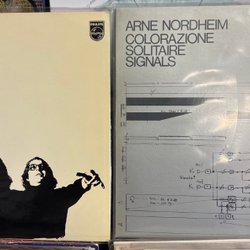 PHILIPS
ARNE NORDHEIM
COLORAZIONE
SOLITAIRE
SIGNALS